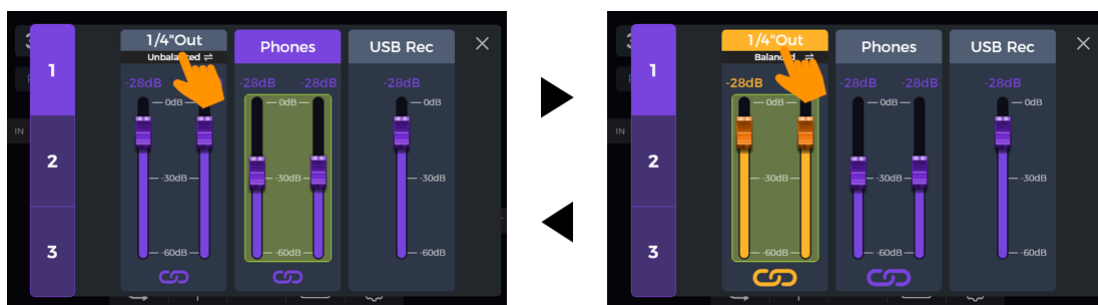 1/4"Out Phones USB Rec
Unbalanced ⇌
1
-28dB -28dB -28dB -28dB
0dB 0dB 0dB
IN
2
-30dB -30dB -30dB
3
-60dB -60dB -60dB
1/4"Out Phones USB Rec
1
-28dB -28dB -28dB -28dB
0dB 0dB 0dB
IN
2
-30dB -30dB -30dB
3
-60dB -60dB -60dB